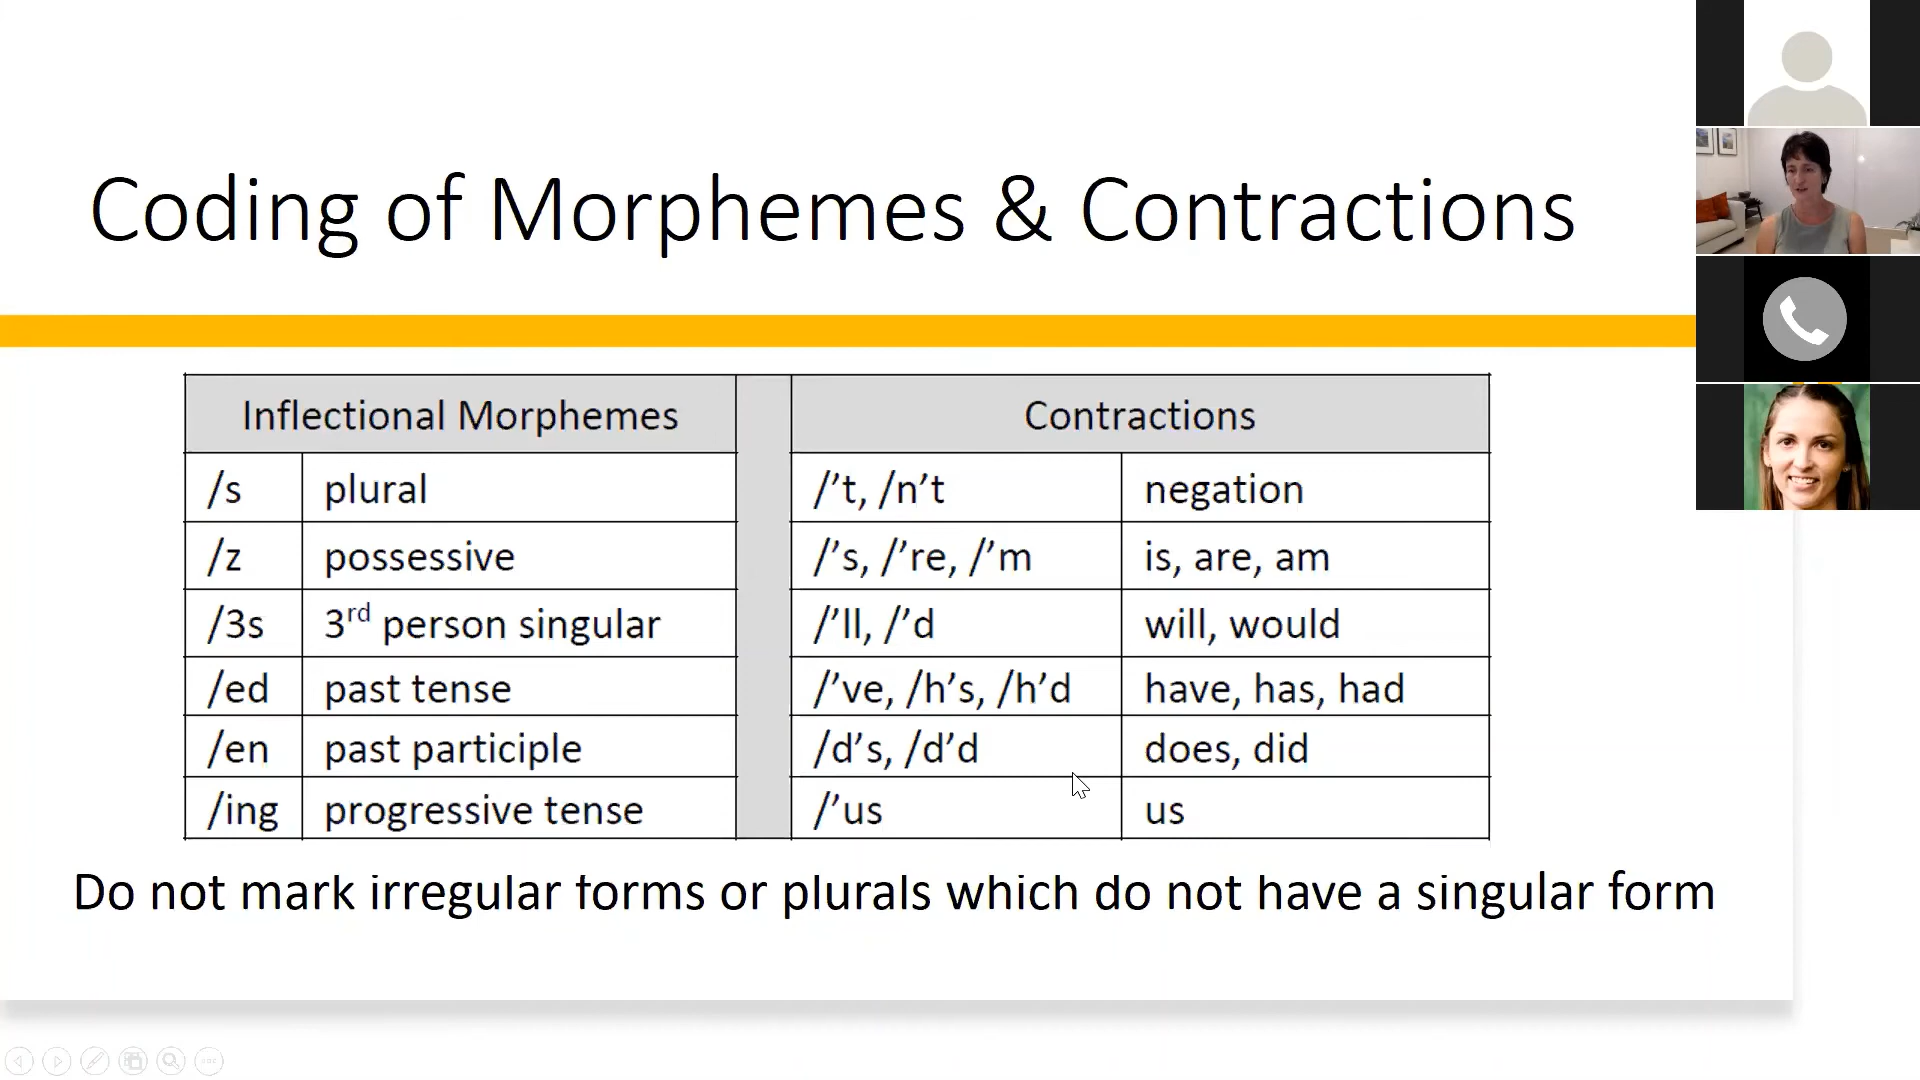 Coding of Morphemes & Contractions
Inflectional Morphemes Contractions
/s plural /’t, /n’t negation
/z possessive /’s, /’re, /’m is, are, am
/3s 3rd person singular /’ll, /’d will, would
/ed past tense /’ve, /h’s, /h’d have, has, had
/en past participle /d’s, /d’d does, did
/ing progressive tense /’us us
Do not mark irregular forms or plurals which do not have a singular form